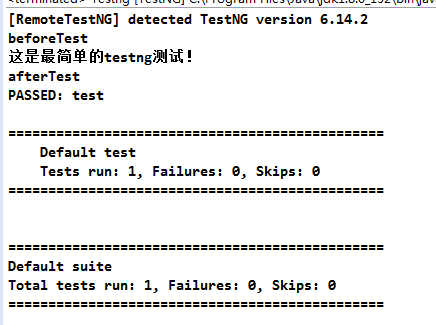 <terminated> Testng [TestNG] C:\Program Files\Java\jdk1.8.0_192\bin\javaw
[RemoteTestNG] detected TestNG version 6.14.2
beforeTest
这是最简单的testng测试!
afterTest
PASSED: test
===============================================
Default test
Tests run: 1, Failures: 0, Skips: 0
===============================================
===============================================
Default suite
Total tests run: 1, Failures: 0, Skips: 0
===============================================